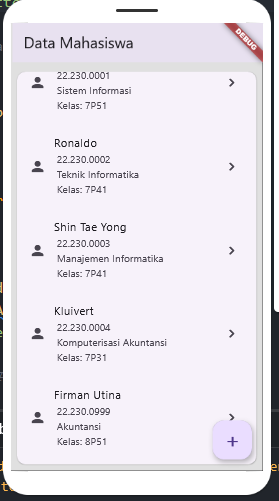 Data Mahasiswa
DEBUG
22.230.0001
Sistem Informasi
Kelas: 7P51
Ronaldo
22.230.0002
Teknik Informatika
Kelas: 7P41
Shin Tae Yong
22.230.0003
Manajemen Informatika
Kelas: 7P41
Kluivert
22.230.0004
Komputerisasi Akuntansi
Kelas: 7P31
Firman Utina
22.230.0999
Akuntansi
Kelas: 8P51
+